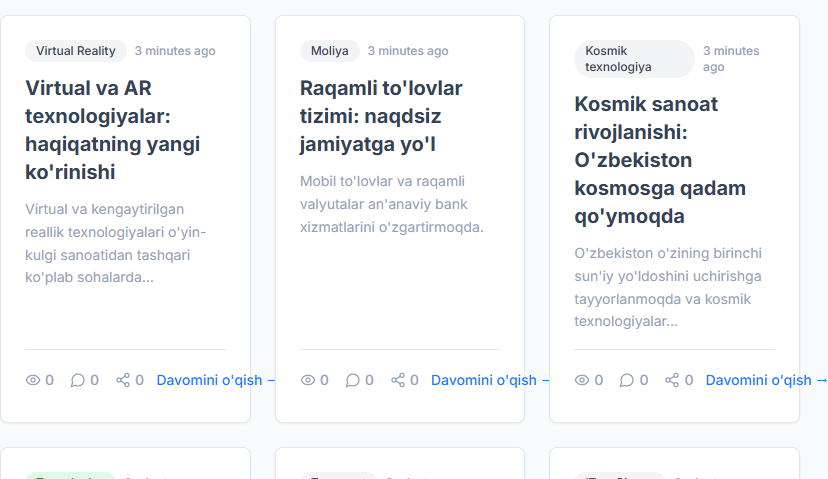 Virtual Reality 3 minutes ago
Virtual va AR
texnologiyalar:
haqiqatning yangi
ko'rinishi
Virtual va kengaytirilgan
reallik texnologiyalari o'yin-
kulgi sanoatidan tashqari
ko'plab sohalarda...
0 0 0 Davomini o'qish →
Moliya 3 minutes ago
Raqamli to'lovlar
tizimi: naqdsiz
jamiyatga yo'l
Mobil to'lovlar va raqamli
valyutalar an'anaviy bank
xizmatlarini o'zgartirmoqda.
0 0 0 Davomini o'qish →
Kosmik
texnologiya
3 minutes
ago
Kosmik sanoat
rivojlanishi:
O'zbekiston
kosmosga qadam
qo'ymoqda
O'zbekiston o'zining birinchi
sun'iy yo'ldoshini uchirishga
tayyorlanmoqda va kosmik
texnologiyalar...
0 0 0 Davomini o'qish →